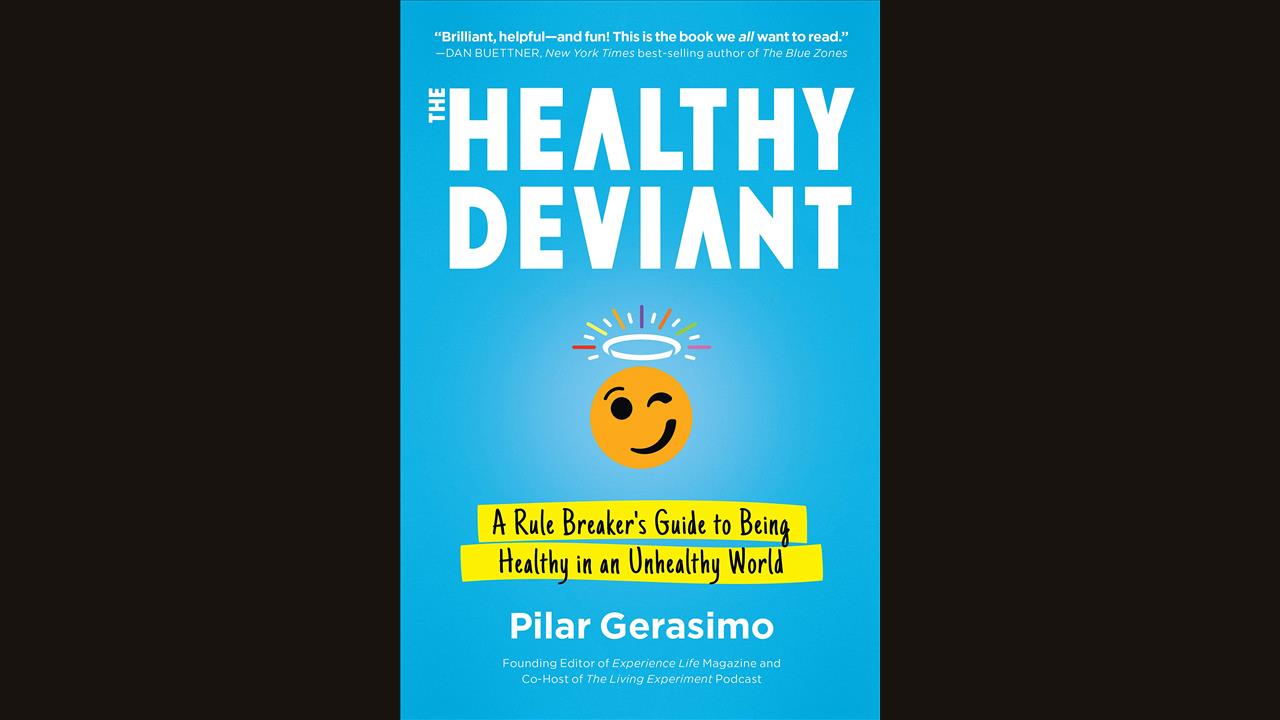 “Brilliant, helpful—and fun! This is the book we all want to read.”
—DAN BUETTNER, New York Times best-selling author of The Blue Zones
THE HEALTHY
DEVIANT
A Rule Breaker's Guide to Being
Healthy in an Unhealthy World
Pilar Gerasimo
Founding Editor of Experience Life Magazine and
Co-Host of The Living Experiment Podcast